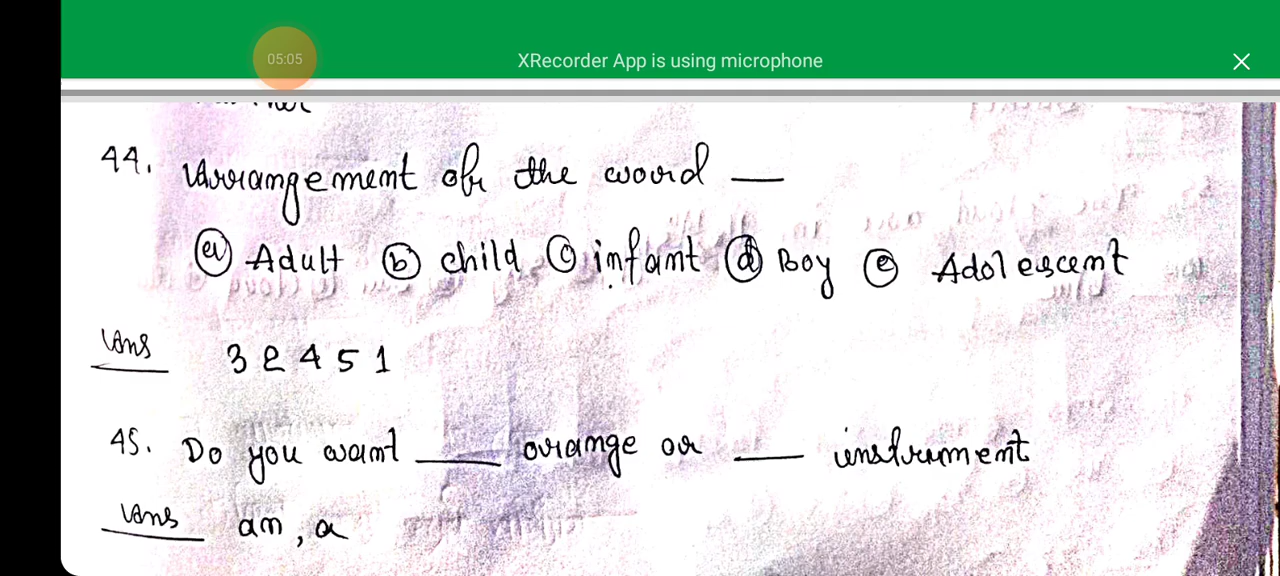 05:05 XRecorder App is using microphone
44. Arrangement of the word —
(a) Adult (b) child (c) infant (d) Boy (e) Adolescent
Ans 3 2 4 5 1
45. Do you want ___ orange or ___ instrument
Ans an, a